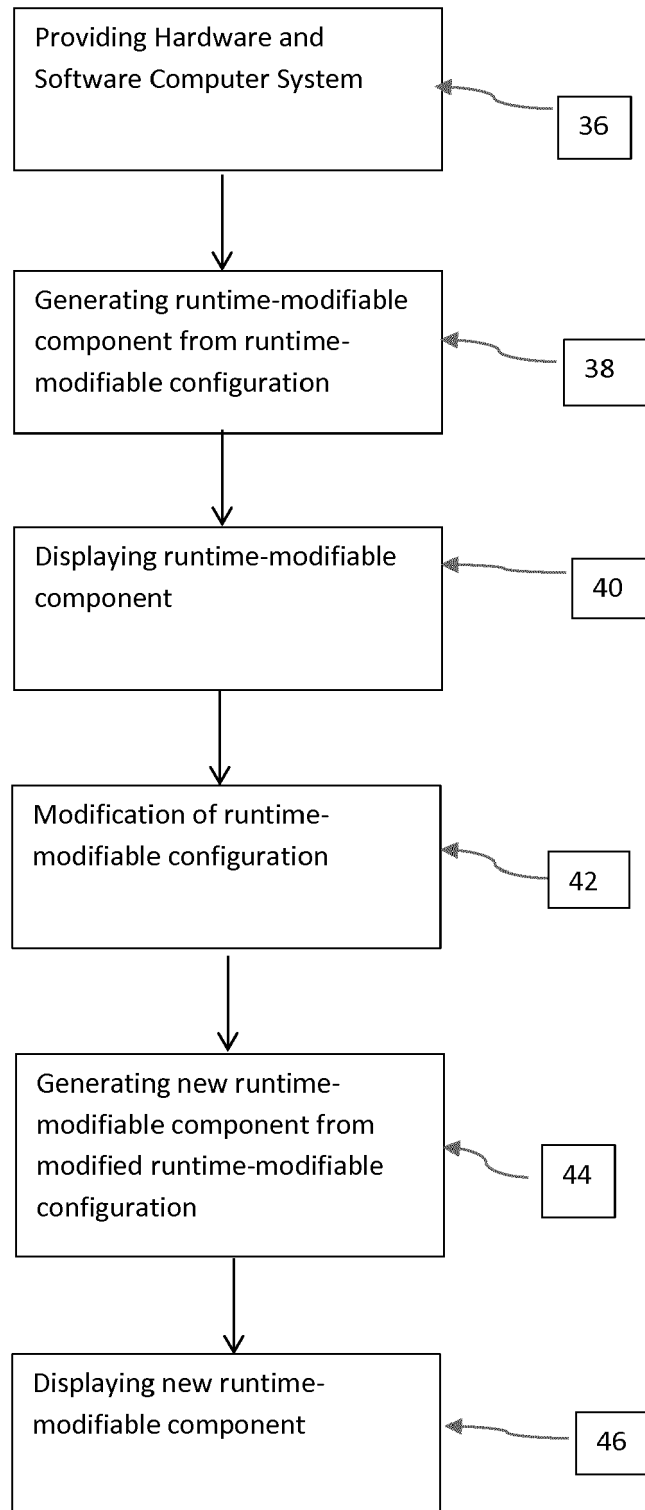 Providing Hardware and
Software Computer System
36
Generating runtime-modifiable
component from runtime-
modifiable configuration
38
Displaying runtime-modifiable
component
40
Modification of runtime-
modifiable configuration
42
Generating new runtime-
modifiable component from
modified runtime-modifiable
configuration
44
Displaying new runtime-
modifiable component
46